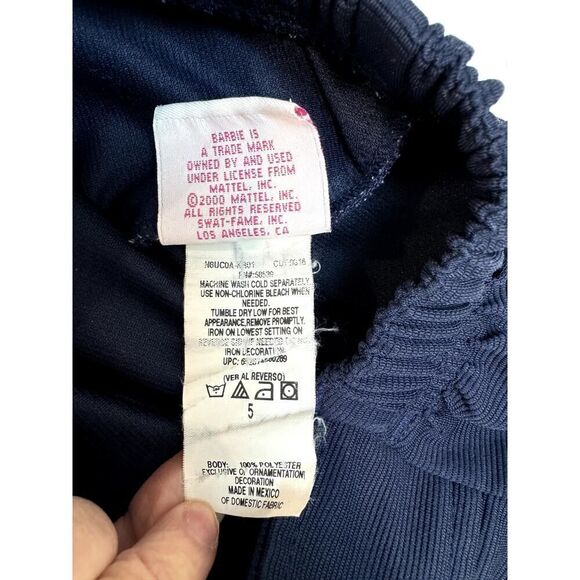 BARBIE IS
A TRADE MARK
OWNED BY AND USED
UNDER LICENSE FROM
MATTEL, INC.
©2000 MATTEL, INC.
ALL RIGHTS RESERVED
SWAT-FAME, INC.
LOS ANGELES, CA
MACHINE WASH COLD SEPARATELY.
USE NON-CHLORINE BLEACH WHEN
NEEDED.
TUMBLE DRY LOW FOR BEST
APPEARANCE, REMOVE PROMPTLY.
IRON ON LOWEST SETTING ON
REVERSE NEEDED
IRON DECORATION
UPC:
(VER AL REVERSO)
5
BODY: 100% POLYESTER
EXCLUSIVE OF ORNAMENTATION/
DECORATION
MADE IN MEXICO
OF DOMESTIC FABRIC